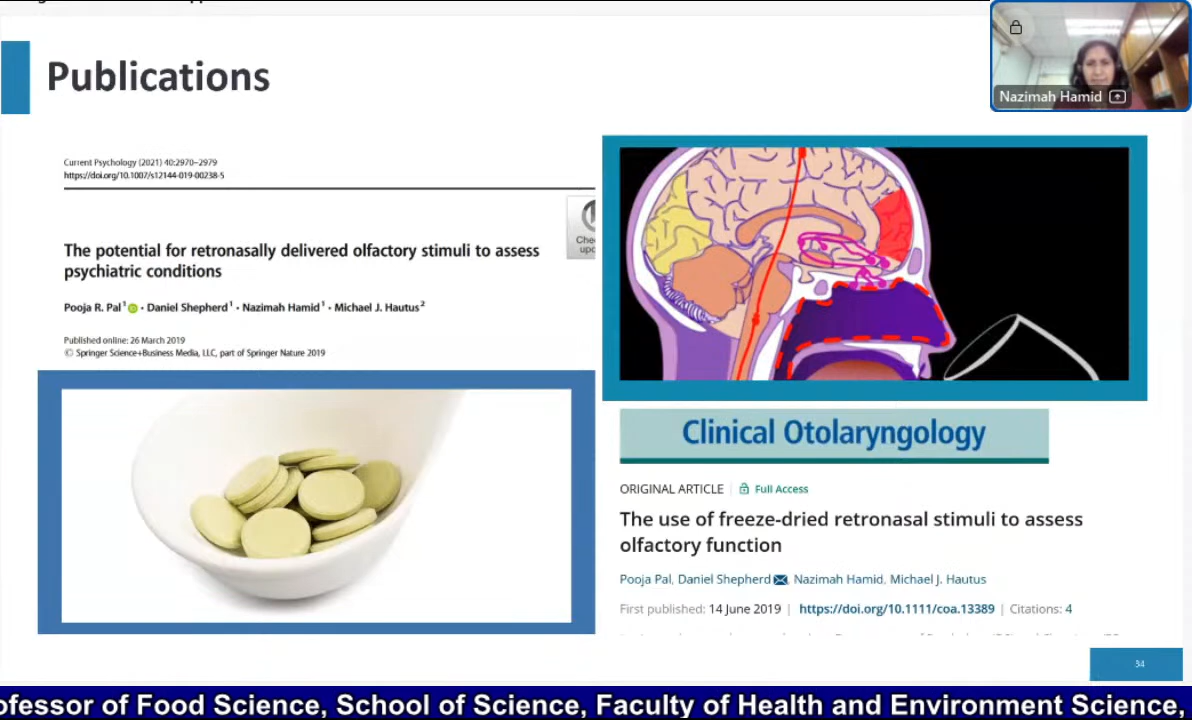 Publications
Nazimah Hamid
Current Psychology (2021) 40:2970–2979
https://doi.org/10.1007/s12144-019-00238-5
The potential for retronasally delivered olfactory stimuli to assess
psychiatric conditions
Pooja R. Pal1 · Daniel Shepherd1 · Nazimah Hamid1 · Michael J. Hautus2
Published online: 26 March 2019
© Springer Science+Business Media, LLC, part of Springer Nature 2019
Clinical Otolaryngology
ORIGINAL ARTICLE | Full Access
The use of freeze-dried retronasal stimuli to assess
olfactory function
Pooja Pal, Daniel Shepherd, Nazimah Hamid, Michael J. Hautus
First published: 14 June 2019 | https://doi.org/10.1111/coa.13389 | Citations: 4
34
ofessor of Food Science, School of Science, Faculty of Health and Environment Science,